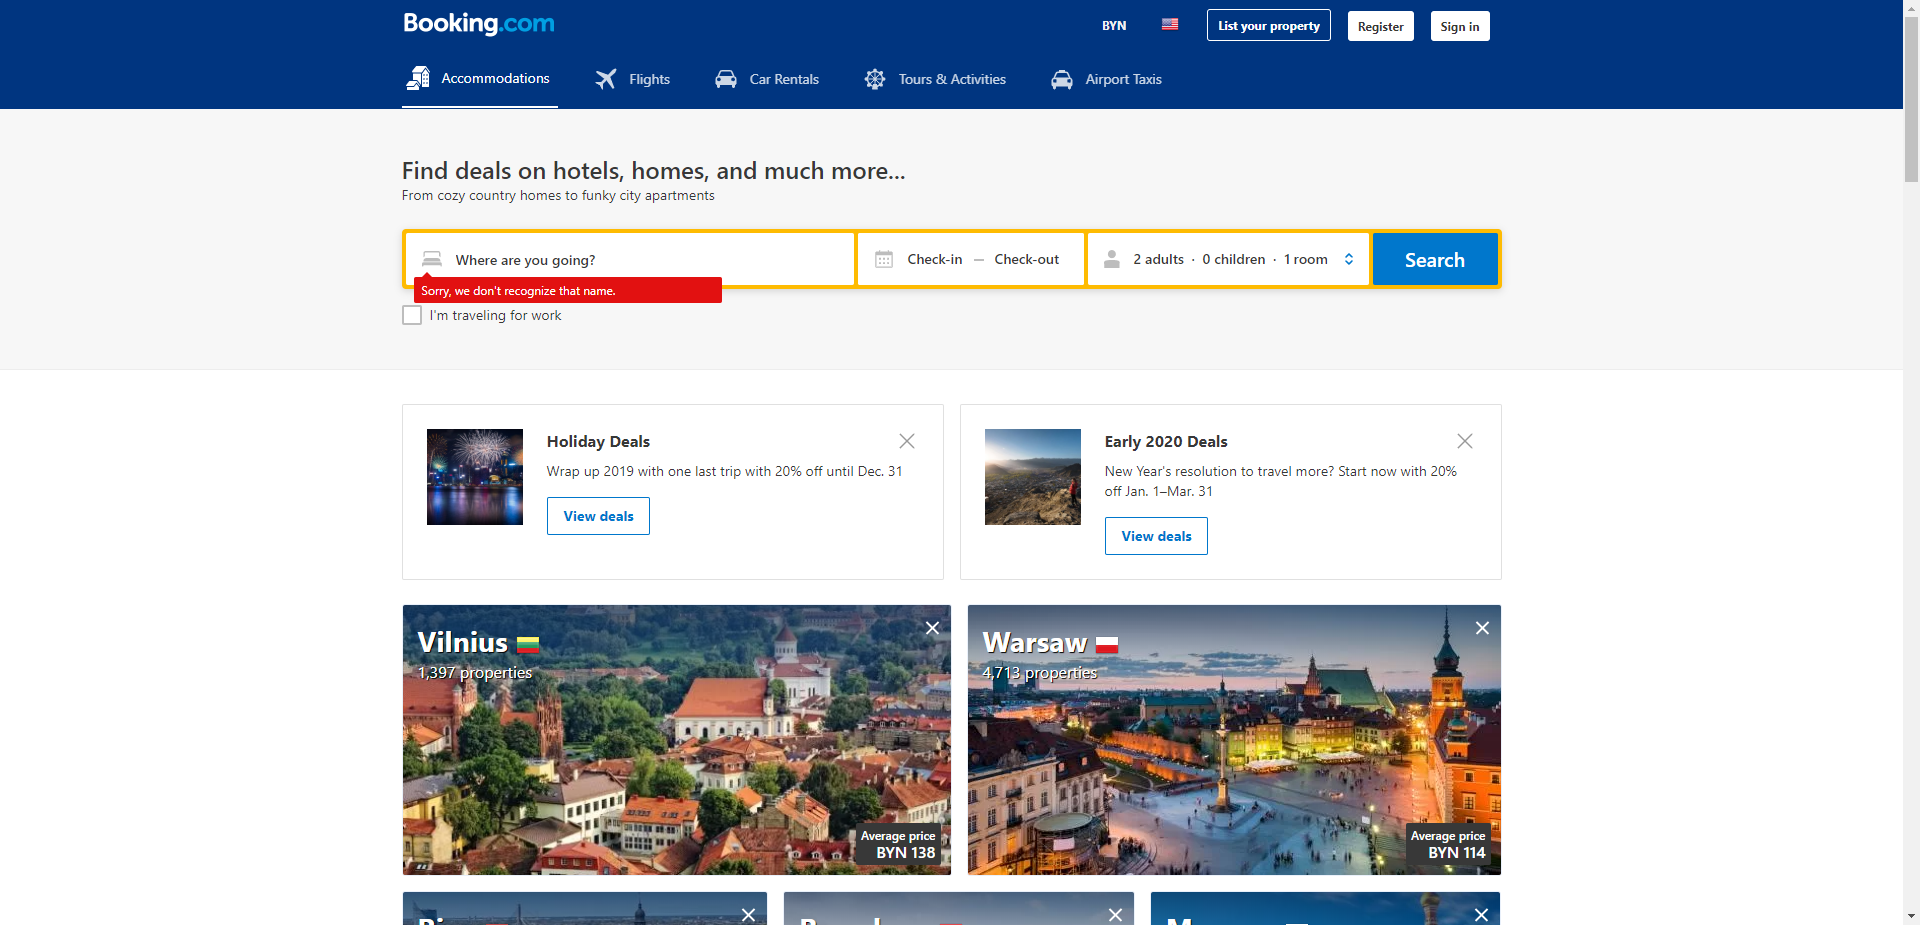 Booking.com
BYN
List your property
Register
Sign in
Accommodations
Flights
Car Rentals
Tours & Activities
Airport Taxis
Find deals on hotels, homes, and much more...
From cozy country homes to funky city apartments
Where are you going?
Check-in — Check-out
2 adults · 0 children · 1 room
Search
Sorry, we don't recognize that name.
I'm traveling for work
Holiday Deals
Wrap up 2019 with one last trip with 20% off until Dec. 31
View deals
Early 2020 Deals
New Year's resolution to travel more? Start now with 20%
off Jan. 1–Mar. 31
View deals
Vilnius
1,397 properties
Average price
BYN 138
Warsaw
4,713 properties
Average price
BYN 114